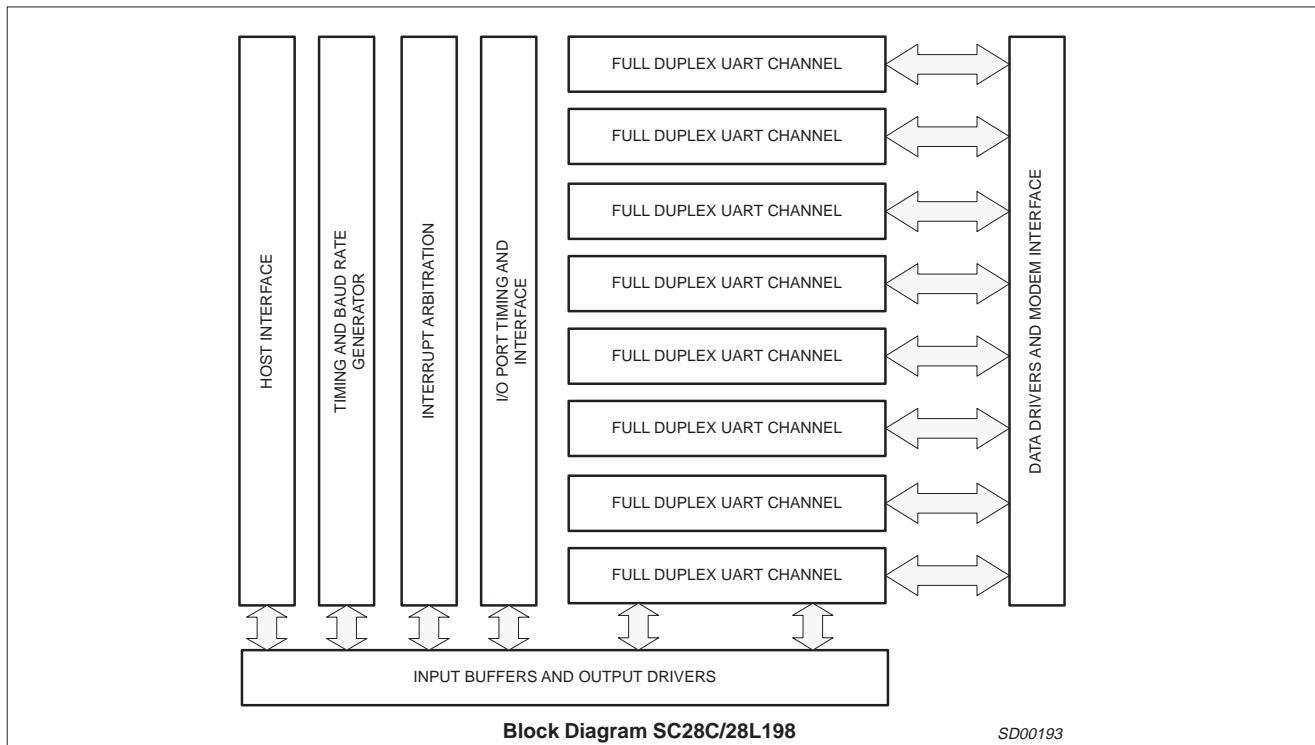 HOST INTERFACE
TIMING AND BAUD RATE
GENERATOR
INTERRUPT ARBITRATION
I/O PORT TIMING AND
INTERFACE
FULL DUPLEX UART CHANNEL
FULL DUPLEX UART CHANNEL
FULL DUPLEX UART CHANNEL
FULL DUPLEX UART CHANNEL
FULL DUPLEX UART CHANNEL
FULL DUPLEX UART CHANNEL
FULL DUPLEX UART CHANNEL
FULL DUPLEX UART CHANNEL
DATA DRIVERS AND MODEM INTERFACE
INPUT BUFFERS AND OUTPUT DRIVERS
Block Diagram SC28C/28L198
SD00193